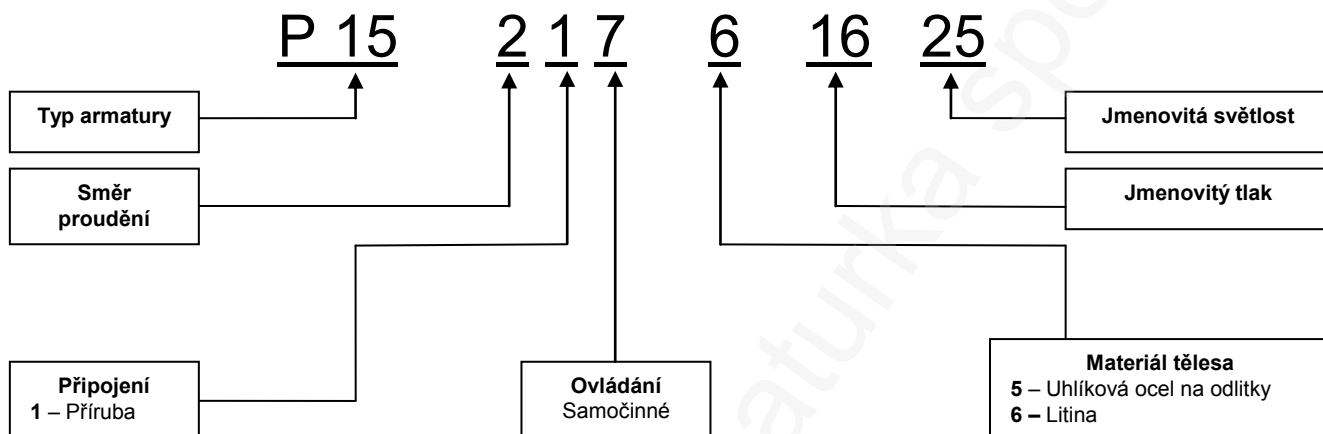 P 15 2 1 7 6 16 25
Typ armatury
Jmenovitá světlost
Směr
proudění
Jmenovitý tlak
Připojení
1 – Příruba
Ovládání
Samočinné
Materiál tělesa
5 – Uhlíková ocel na odlitky
6 – Litina